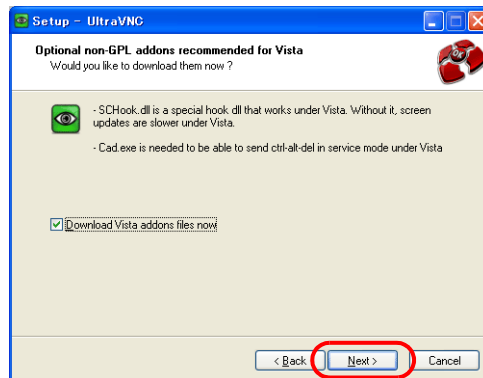 Setup - UltraVNC
Optional non-GPL addons recommended for Vista
Would you like to download them now ?
- SCHook.dll is a special hook dll that works under Vista. Without it, screen
updates are slower under Vista.
- Cad.exe is needed to be able to send ctrl-alt-del in service mode under Vista
Download Vista addons files now
< Back
Next >
Cancel